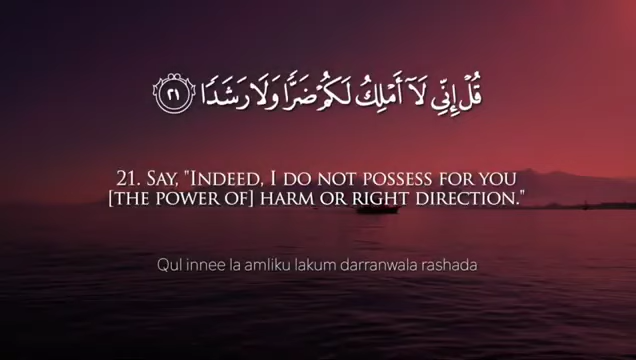 قُلْ إِنِّي لَآ أَمْلِكُ لَكُمْ ضَرًّا وَلَا رَشَدًا ۝٢١
21. Say, "Indeed, I do not possess for you
[the power of] harm or right direction."
Qul innee la amliku lakum darranwala rashada